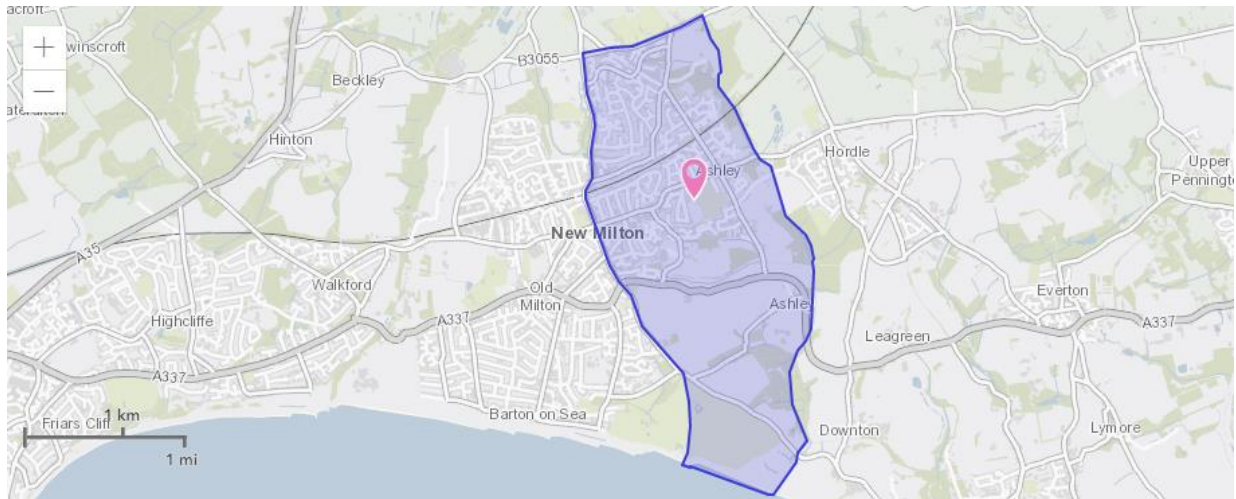 +
winscroft
B3055
Beckley
−
Hinton
Hordle
Ashley
Upper
Pennington
New Milton
A35
Walkford
Old
Milton
Ashley
Everton
Highcliffe
A337
A337
Leagreen
A337
Barton on Sea
1 km
Friars Cliff
Downton
Lymore
1 mi